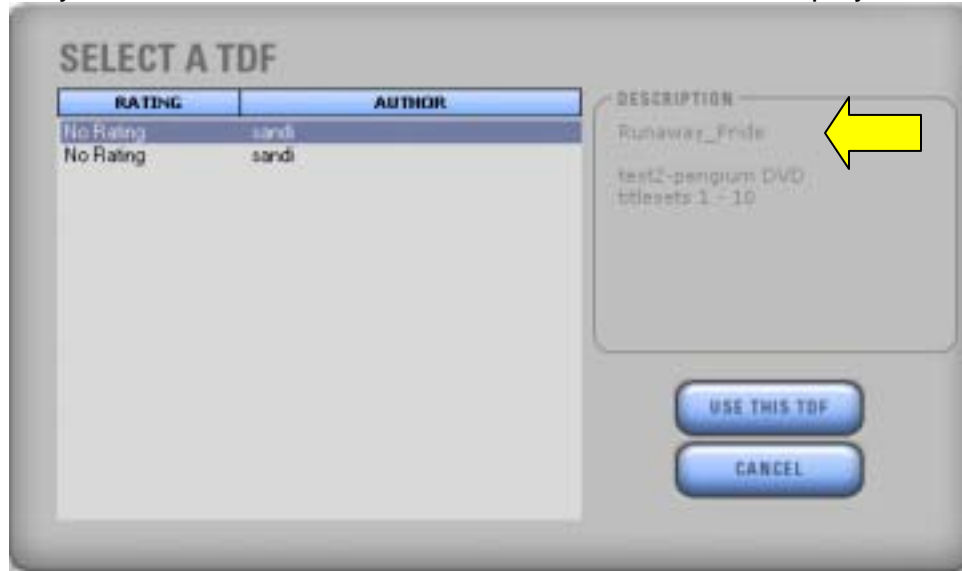 SELECT A TDF
RATING AUTHOR
No Rating sandi
No Rating sandi
DESCRIPTION
Runaway_Pride
test2-pengium DVD
titlesets 1 - 10
USE THIS TDF
CANCEL